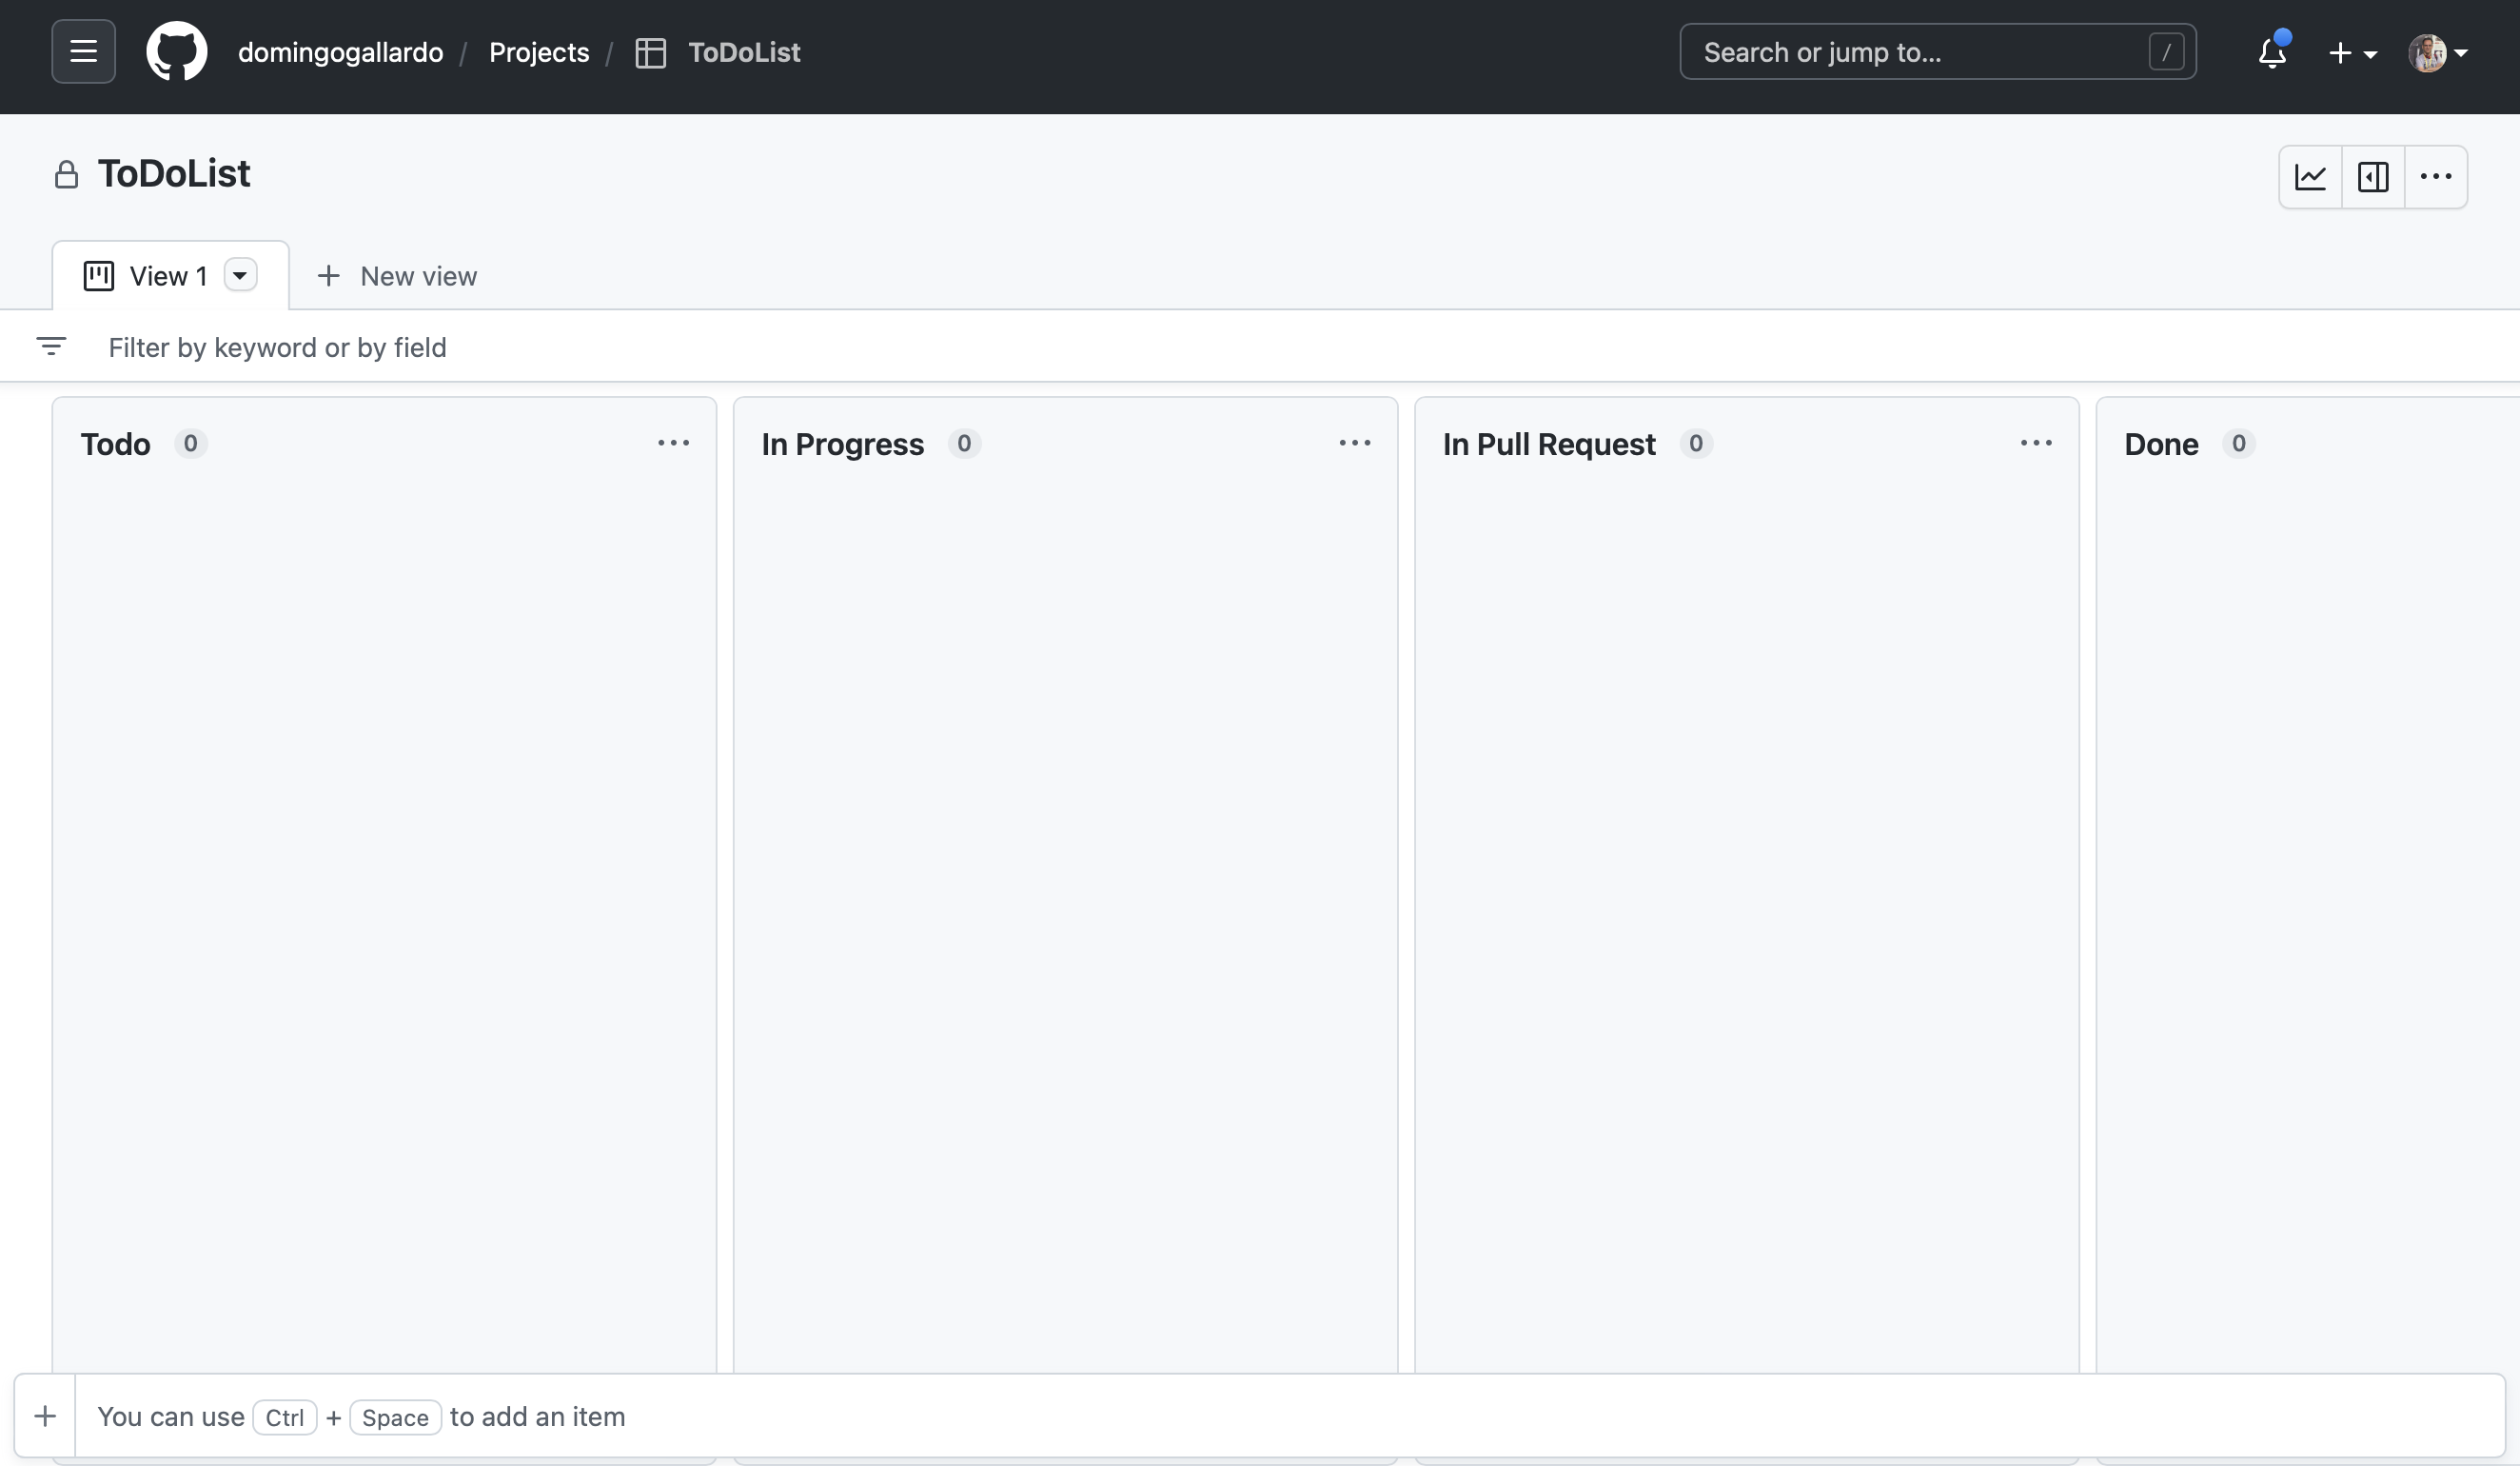 domingogallardo / Projects / ToDoList
Search or jump to... /
ToDoList
View 1
New view
Filter by keyword or by field
Todo 0
In Progress 0
In Pull Request 0
Done 0
You can use Ctrl + Space to add an item